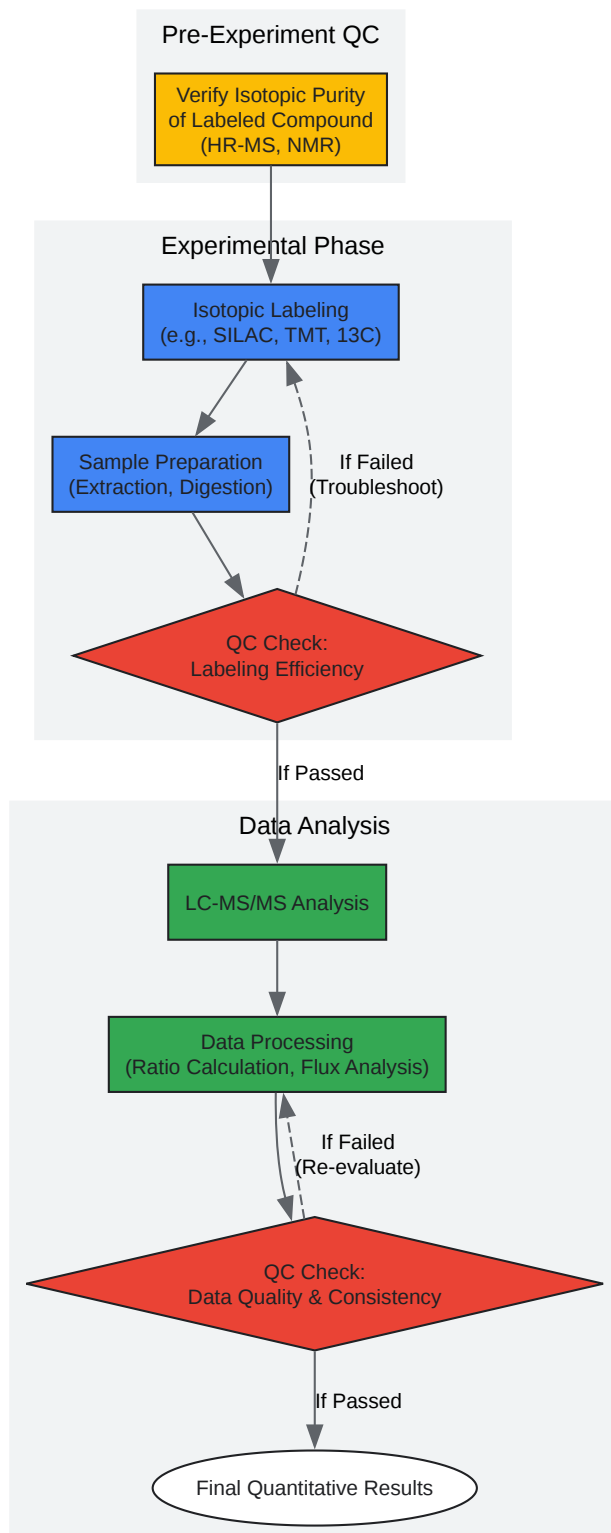 Pre-Experiment QC
Verify Isotopic Purity
of Labeled Compound
(HR-MS, NMR)
Experimental Phase
Isotopic Labeling
(e.g., SILAC, TMT, 13C)
Sample Preparation
(Extraction, Digestion)
If Failed
(Troubleshoot)
QC Check:
Labeling Efficiency
If Passed
Data Analysis
LC-MS/MS Analysis
Data Processing
(Ratio Calculation, Flux Analysis)
If Failed
(Re-evaluate)
QC Check:
Data Quality & Consistency
If Passed
Final Quantitative Results